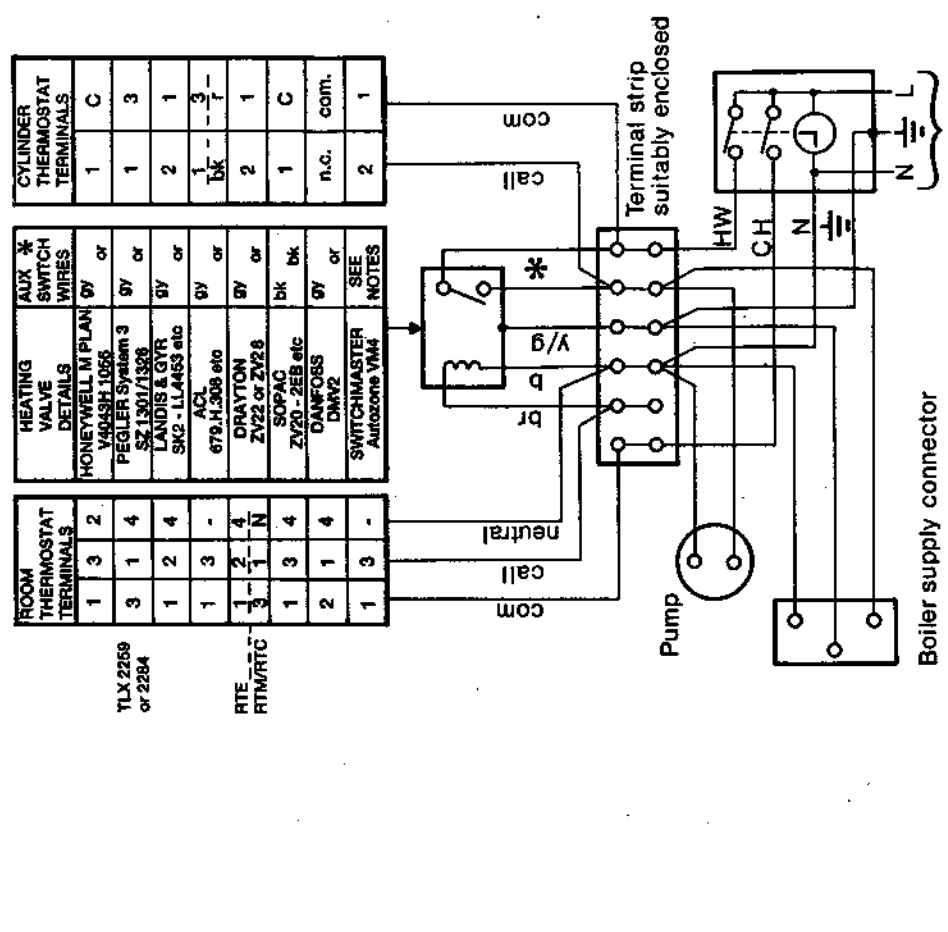 ROOM
THERMOSTAT
TERMINALS
HEATING
VALVE
DETAILS
AUX *
SWITCH
WIRES
CYLINDER
THERMOSTAT
TERMINALS
1 3 2
HONEYWELL M PLAN
V4043H 1056
gy or
1 C
TLX 2259
or 2284
3 1 4
PEGLER System 3
SZ 1301/1326
gy or
1 3
1 2 4
LANDIS & GYR
SK2 - LL4453 etc
gy or
2 1
1 3 -
ACL
679.H.308 etc
gy or
1 3
bk r
RTE
RTM/RTC
1 2 4
3 1 N
DRAYTON
ZV22 or ZV28
gy or
2 1
1 3 4
SOPAC
ZV20 - 2EB etc
bk bk
1 C
2 1 4
DANFOSS
DMV2
gy or
n.c. com.
1 3 -
SWITCHMASTER
Autozone VM4
SEE
NOTES
2 1
com
call
neutral
call
com
br
b
y/g
*
Terminal strip
suitably enclosed
Pump
HW
CH
N
L
N
L
Boiler supply connector